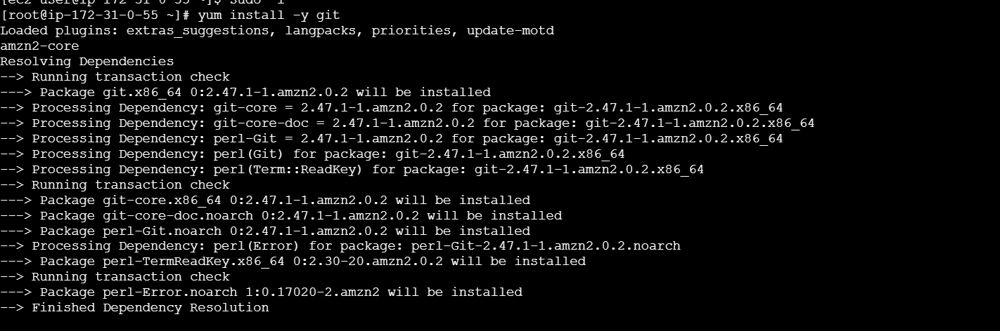 [ec2-user@ip-172-31-0-55 ~]$ sudo -i
[root@ip-172-31-0-55 ~]# yum install -y git
Loaded plugins: extras_suggestions, langpacks, priorities, update-motd
amzn2-core
Resolving Dependencies
--> Running transaction check
---> Package git.x86_64 0:2.47.1-1.amzn2.0.2 will be installed
--> Processing Dependency: git-core = 2.47.1-1.amzn2.0.2 for package: git-2.47.1-1.amzn2.0.2.x86_64
--> Processing Dependency: git-core-doc = 2.47.1-1.amzn2.0.2 for package: git-2.47.1-1.amzn2.0.2.x86_64
--> Processing Dependency: perl-Git = 2.47.1-1.amzn2.0.2 for package: git-2.47.1-1.amzn2.0.2.x86_64
--> Processing Dependency: perl(Git) for package: git-2.47.1-1.amzn2.0.2.x86_64
--> Processing Dependency: perl(Term::ReadKey) for package: git-2.47.1-1.amzn2.0.2.x86_64
--> Running transaction check
---> Package git-core.x86_64 0:2.47.1-1.amzn2.0.2 will be installed
---> Package git-core-doc.noarch 0:2.47.1-1.amzn2.0.2 will be installed
---> Package perl-Git.noarch 0:2.47.1-1.amzn2.0.2 will be installed
--> Processing Dependency: perl(Error) for package: perl-Git-2.47.1-1.amzn2.0.2.noarch
---> Package perl-TermReadKey.x86_64 0:2.30-20.amzn2.0.2 will be installed
--> Running transaction check
---> Package perl-Error.noarch 1:0.17020-2.amzn2 will be installed
--> Finished Dependency Resolution